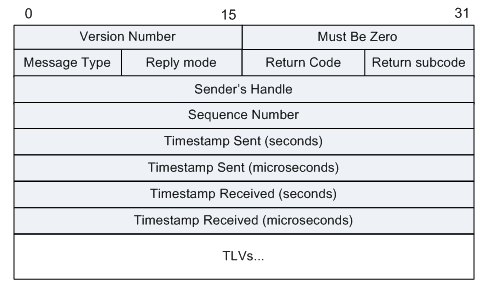 0 15 31
Version Number Must Be Zero
Message Type Reply mode Return Code Return subcode
Sender's Handle
Sequence Number
Timestamp Sent (seconds)
Timestamp Sent (microseconds)
Timestamp Received (seconds)
Timestamp Received (microseconds)
TLVs...